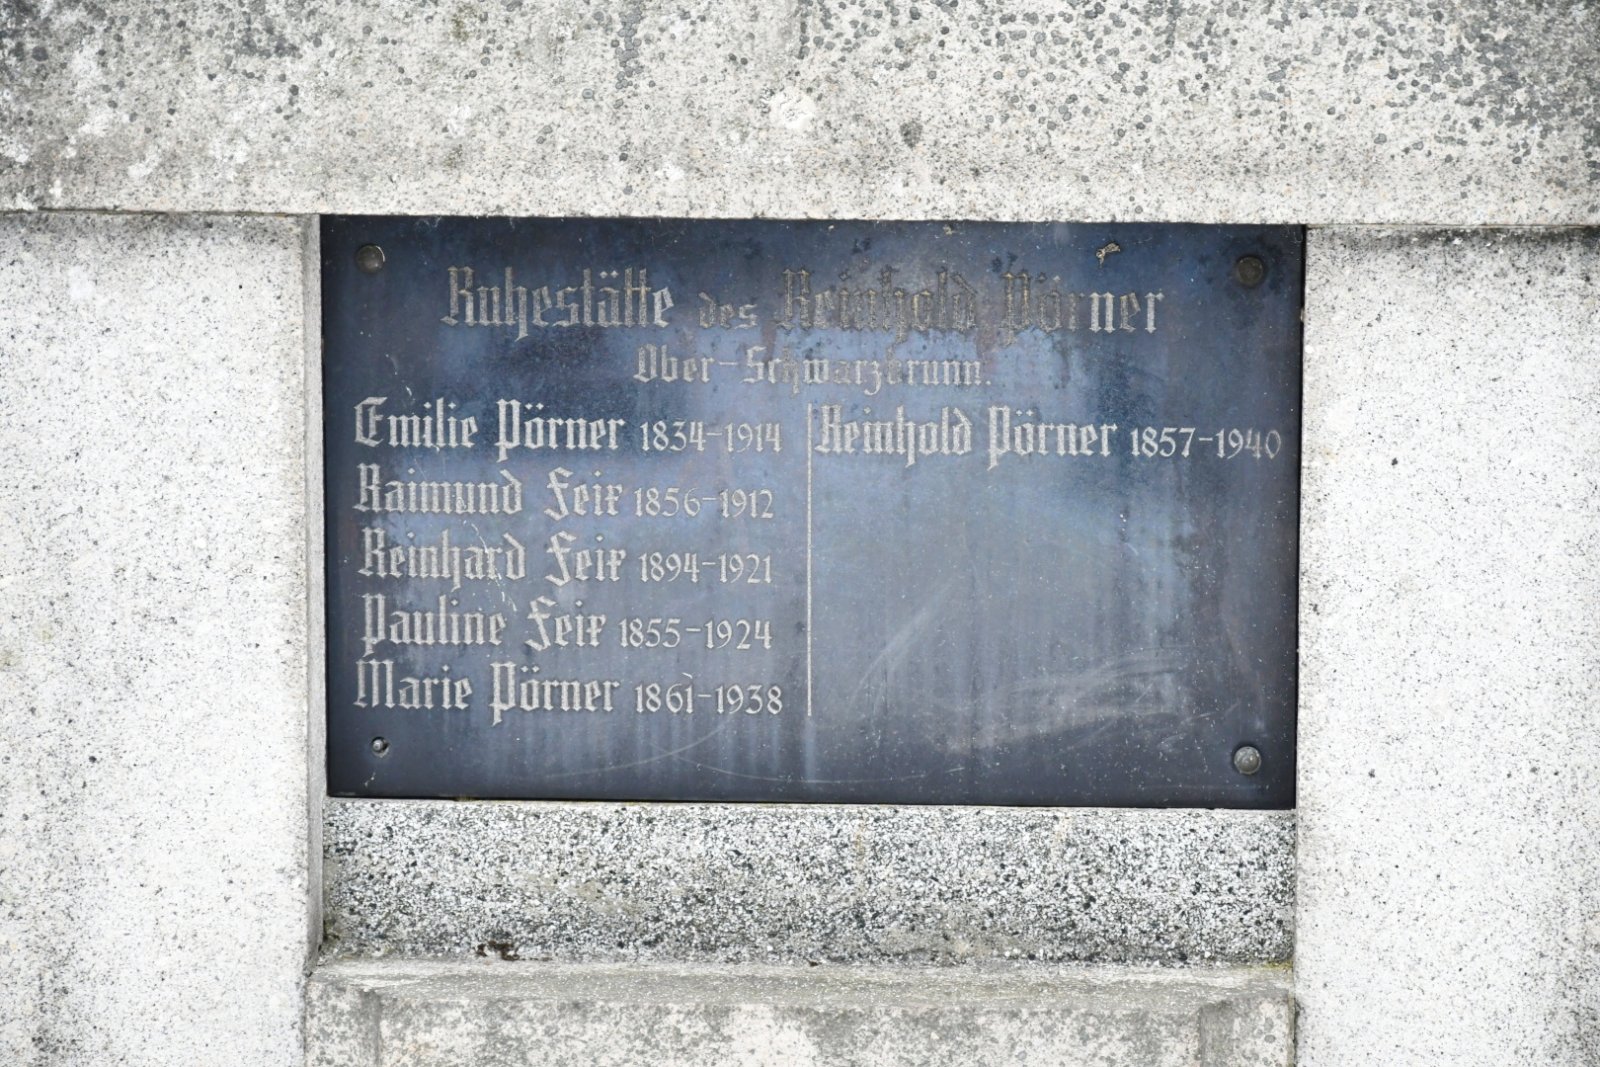 Ruhestätte des Reinhold Pörner
Ober-Schwarzbrunn.
Emilie Pörner 1834-1914
Raimund Feix 1856-1912
Reinhard Feix 1894-1921
Pauline Feix 1855-1924
Marie Pörner 1861-1938
Reinhold Pörner 1857-1940